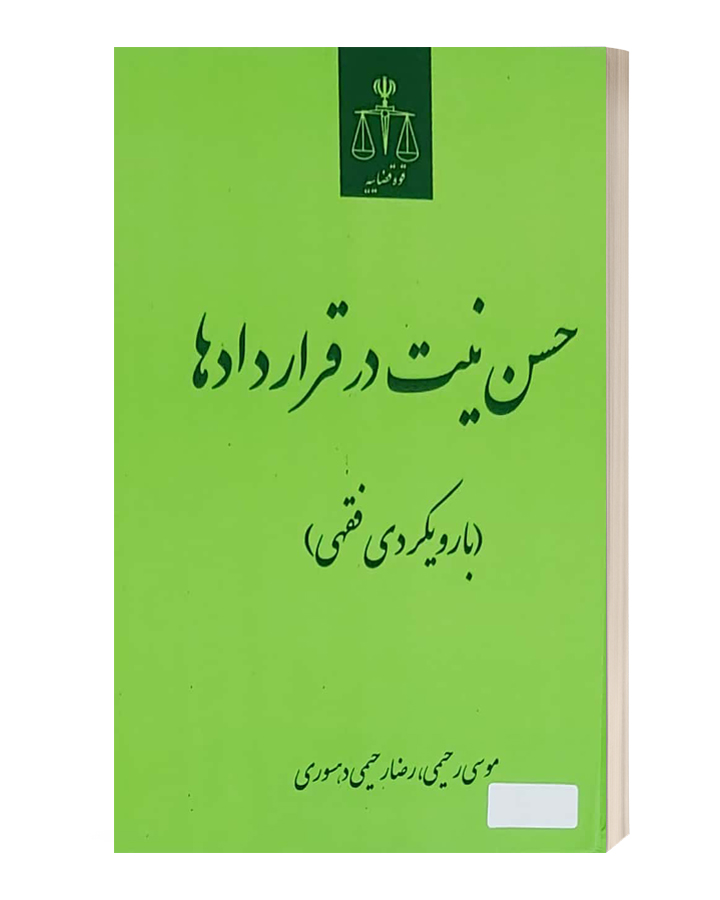 قوه قضاییه
حسن نیت در قراردادها
(با رویکردی فقهی)
موسی رحیمی، رضا رحیمی دهسوری